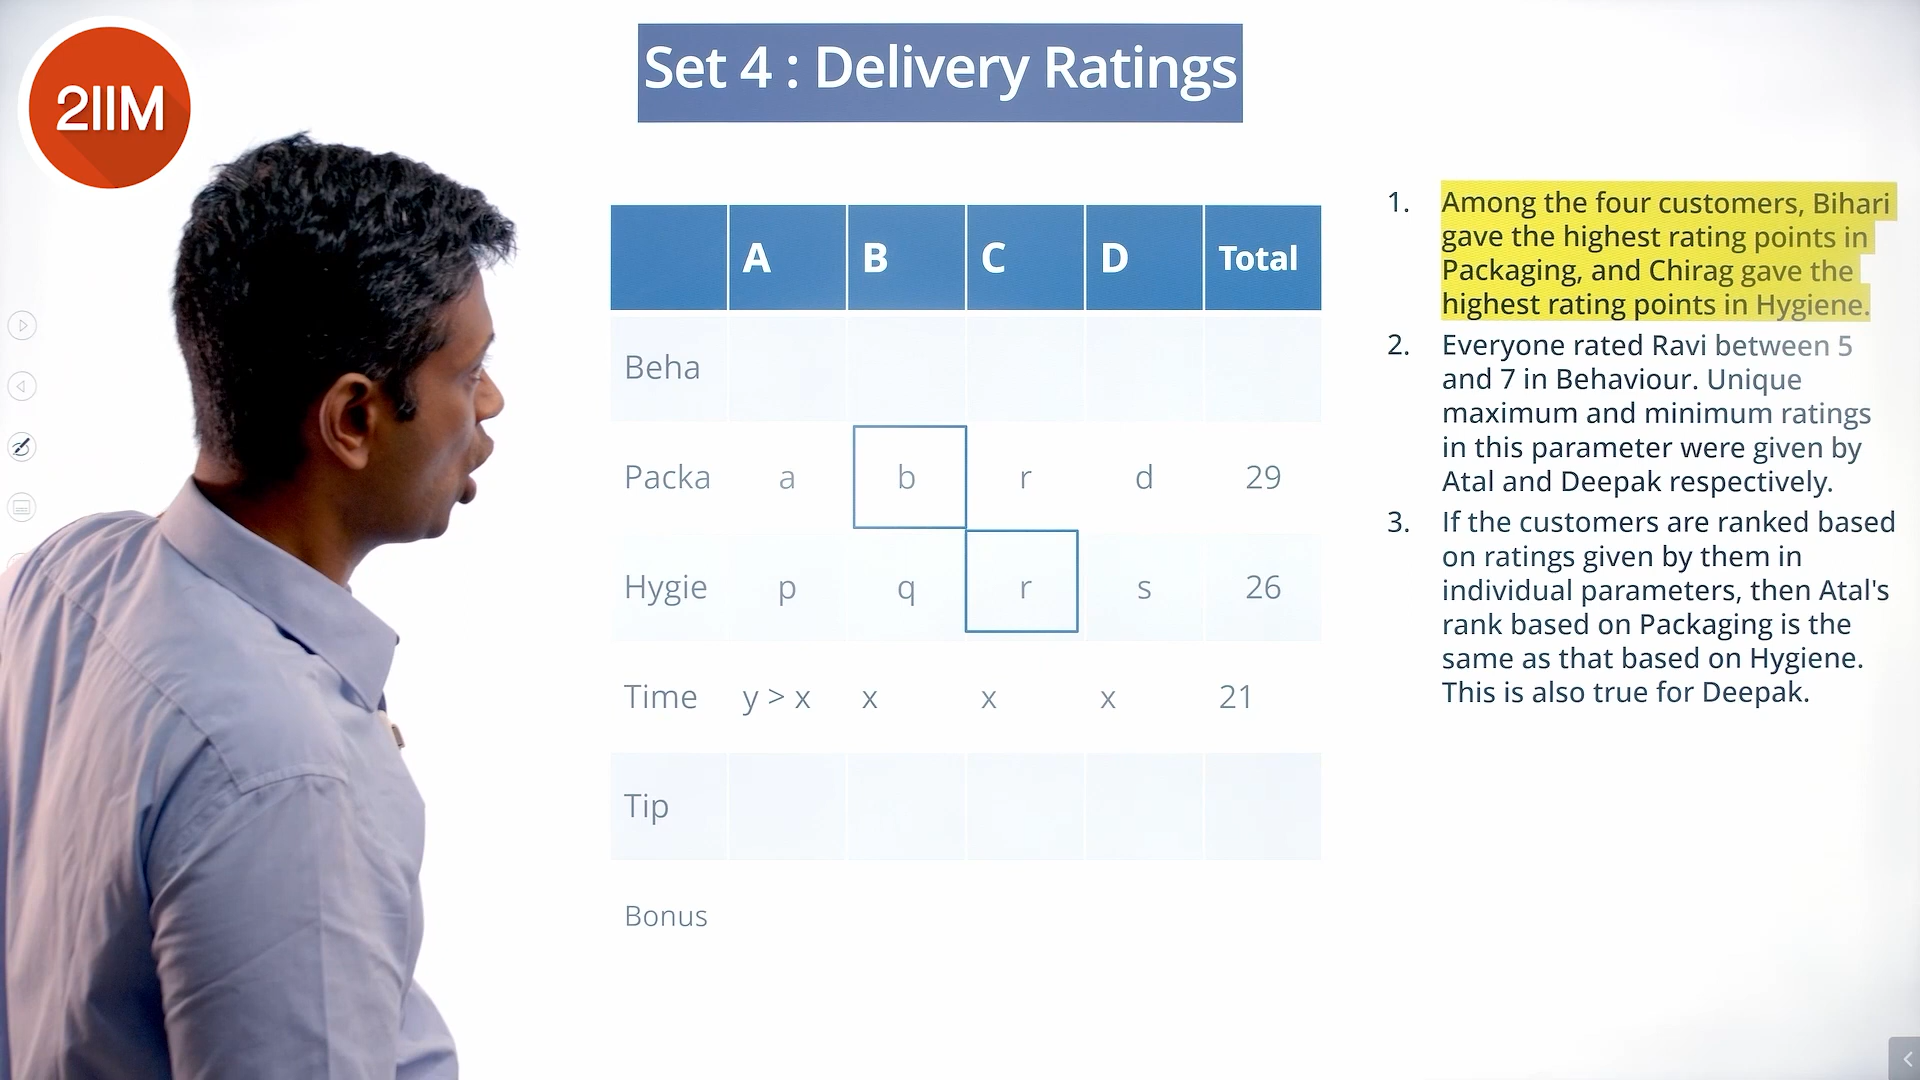 2IIM
Set 4 : Delivery Ratings
A B C D Total
Beha
Packa a b r d 29
Hygie p q r s 26
Time y > x x x x 21
Tip
Bonus
1. Among the four customers, Bihari
gave the highest rating points in
Packaging, and Chirag gave the
highest rating points in Hygiene.
2. Everyone rated Ravi between 5
and 7 in Behaviour. Unique
maximum and minimum ratings
in this parameter were given by
Atal and Deepak respectively.
3. If the customers are ranked based
on ratings given by them in
individual parameters, then Atal's
rank based on Packaging is the
same as that based on Hygiene.
This is also true for Deepak.